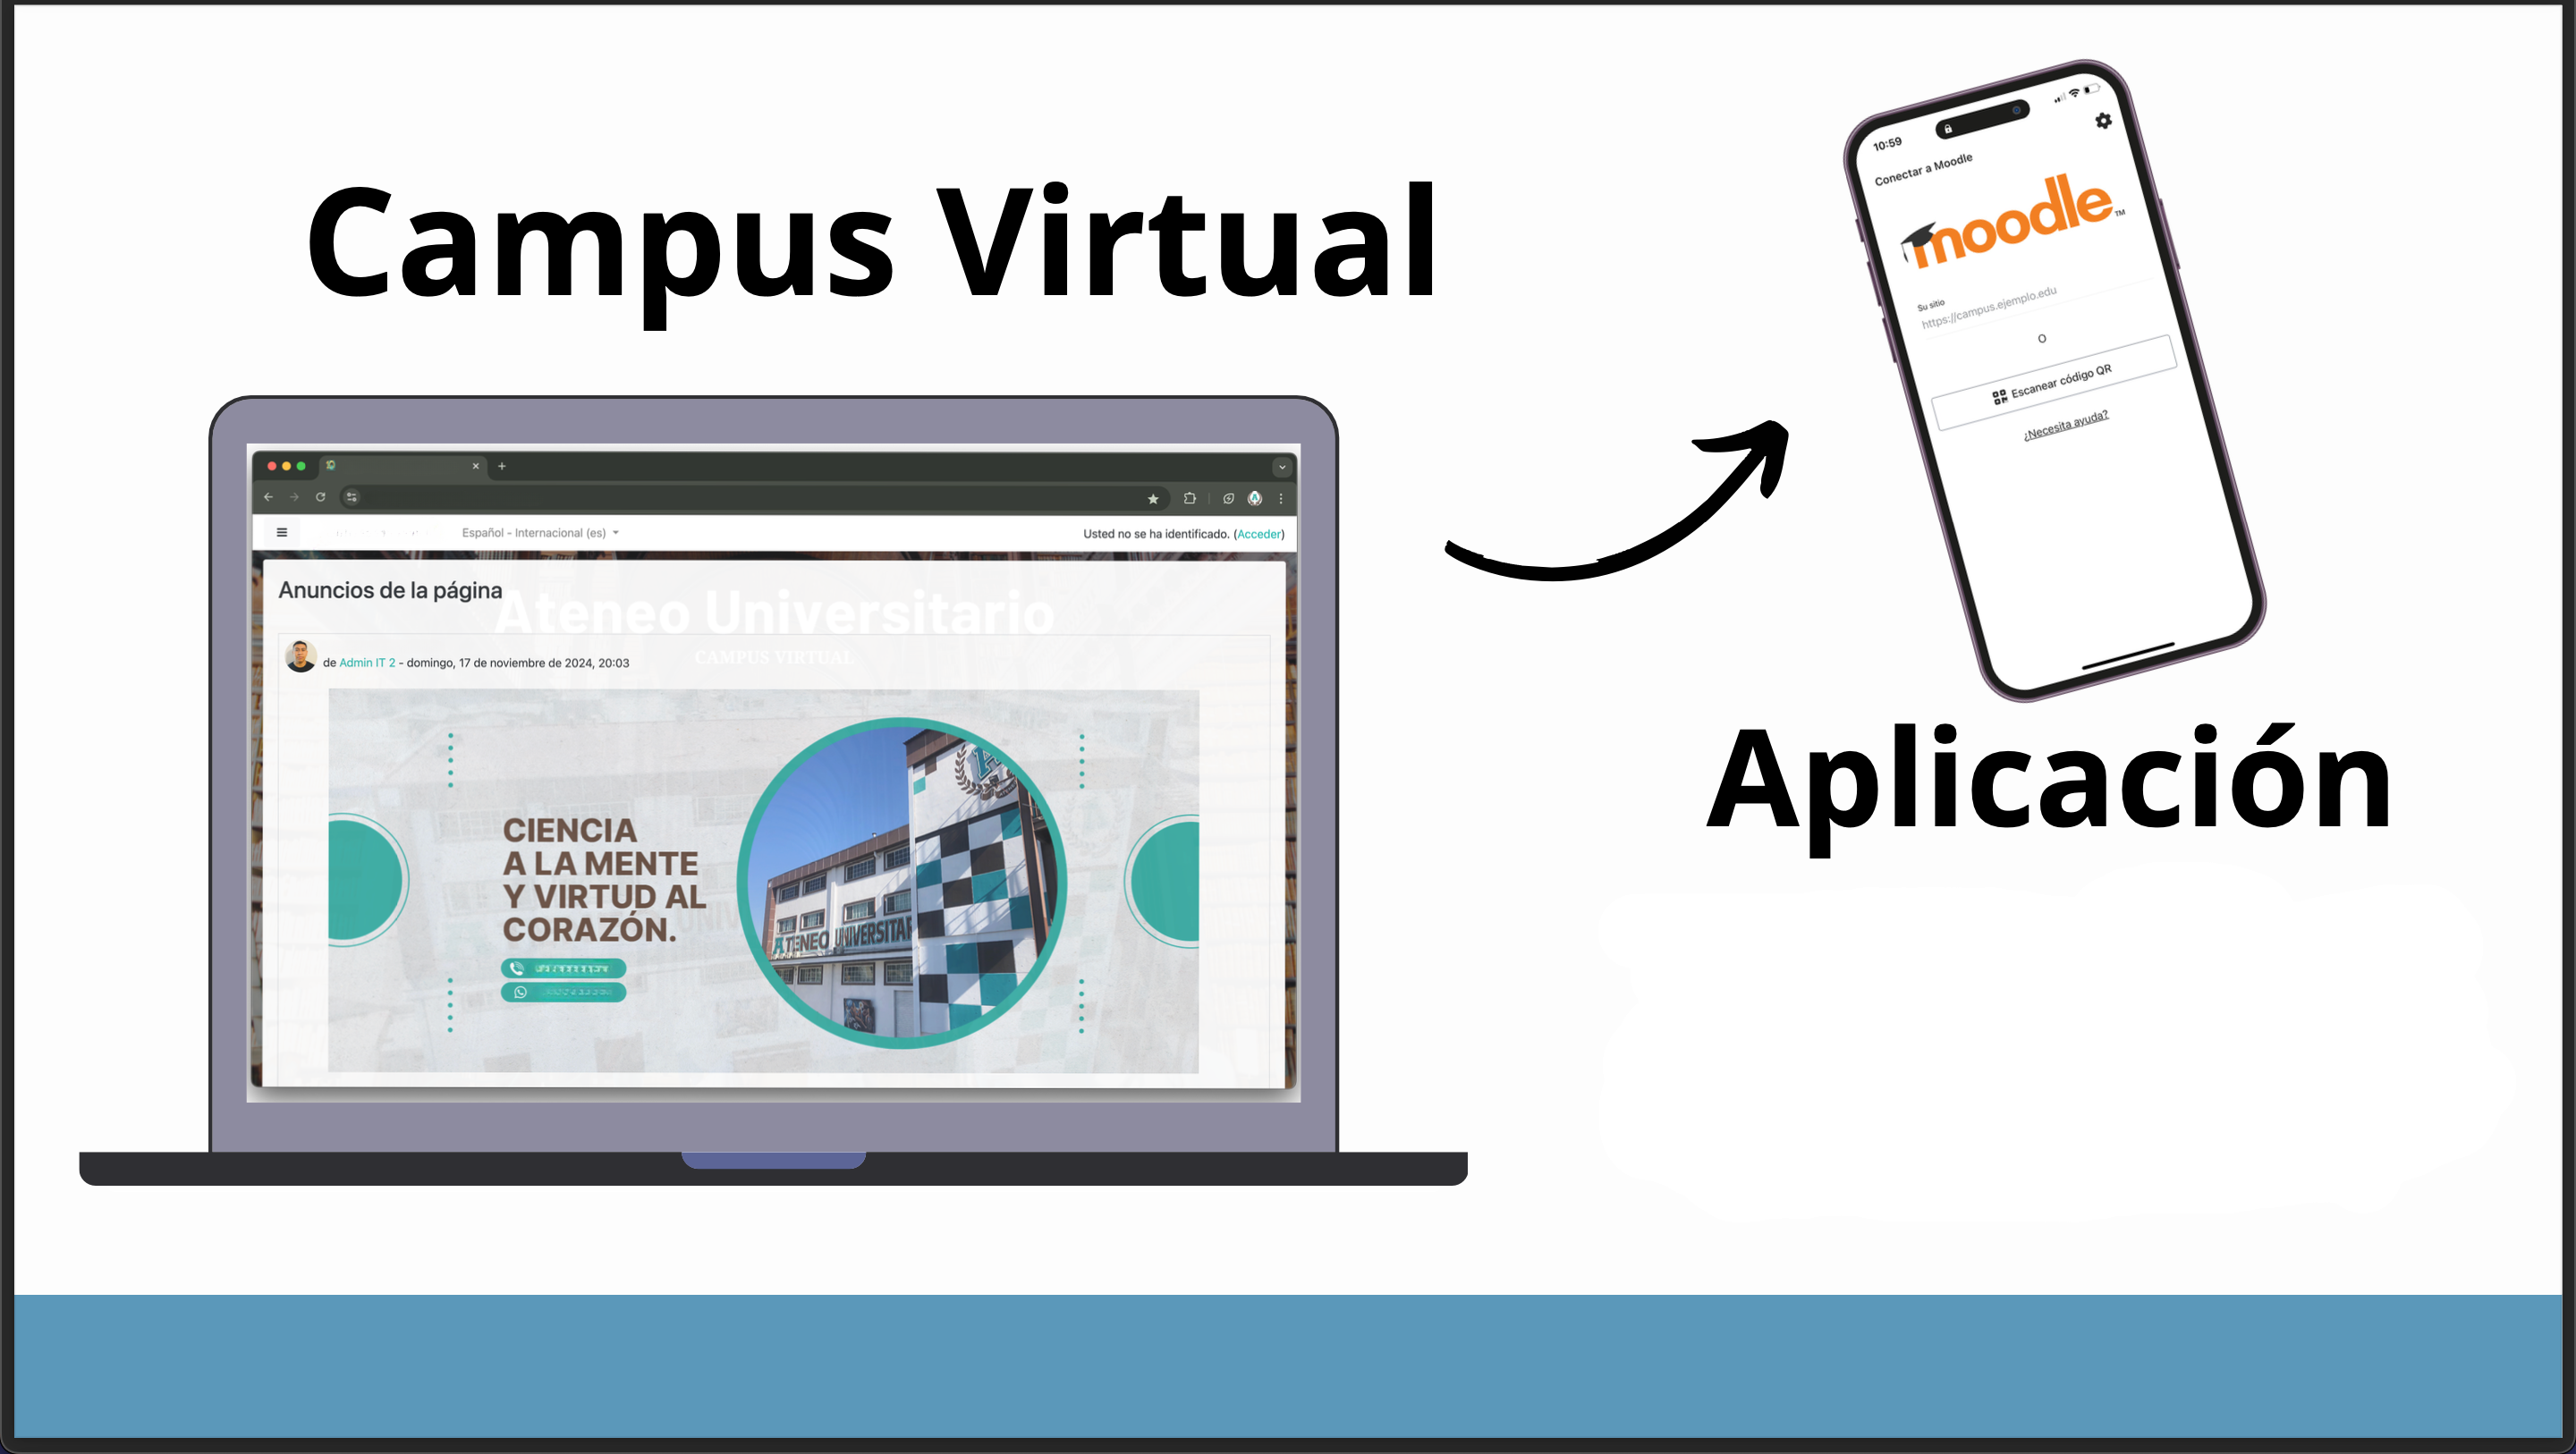 Campus Virtual
Español - Internacional (es)
Usted no se ha identificado. (Acceder)
Anuncios de la página
Ateneo Universitario
CAMPUS VIRTUAL
de Admin IT 2 - domingo, 17 de noviembre de 2024, 20:03
CIENCIA
A LA MENTE
Y VIRTUD AL
CORAZÓN.
ATENEO UNIVERSITAR
10:59
Conectar a Moodle
moodle™
Su sitio
https://campus.ejemplo.edu
O
Escanear código QR
¿Necesita ayuda?
Aplicación